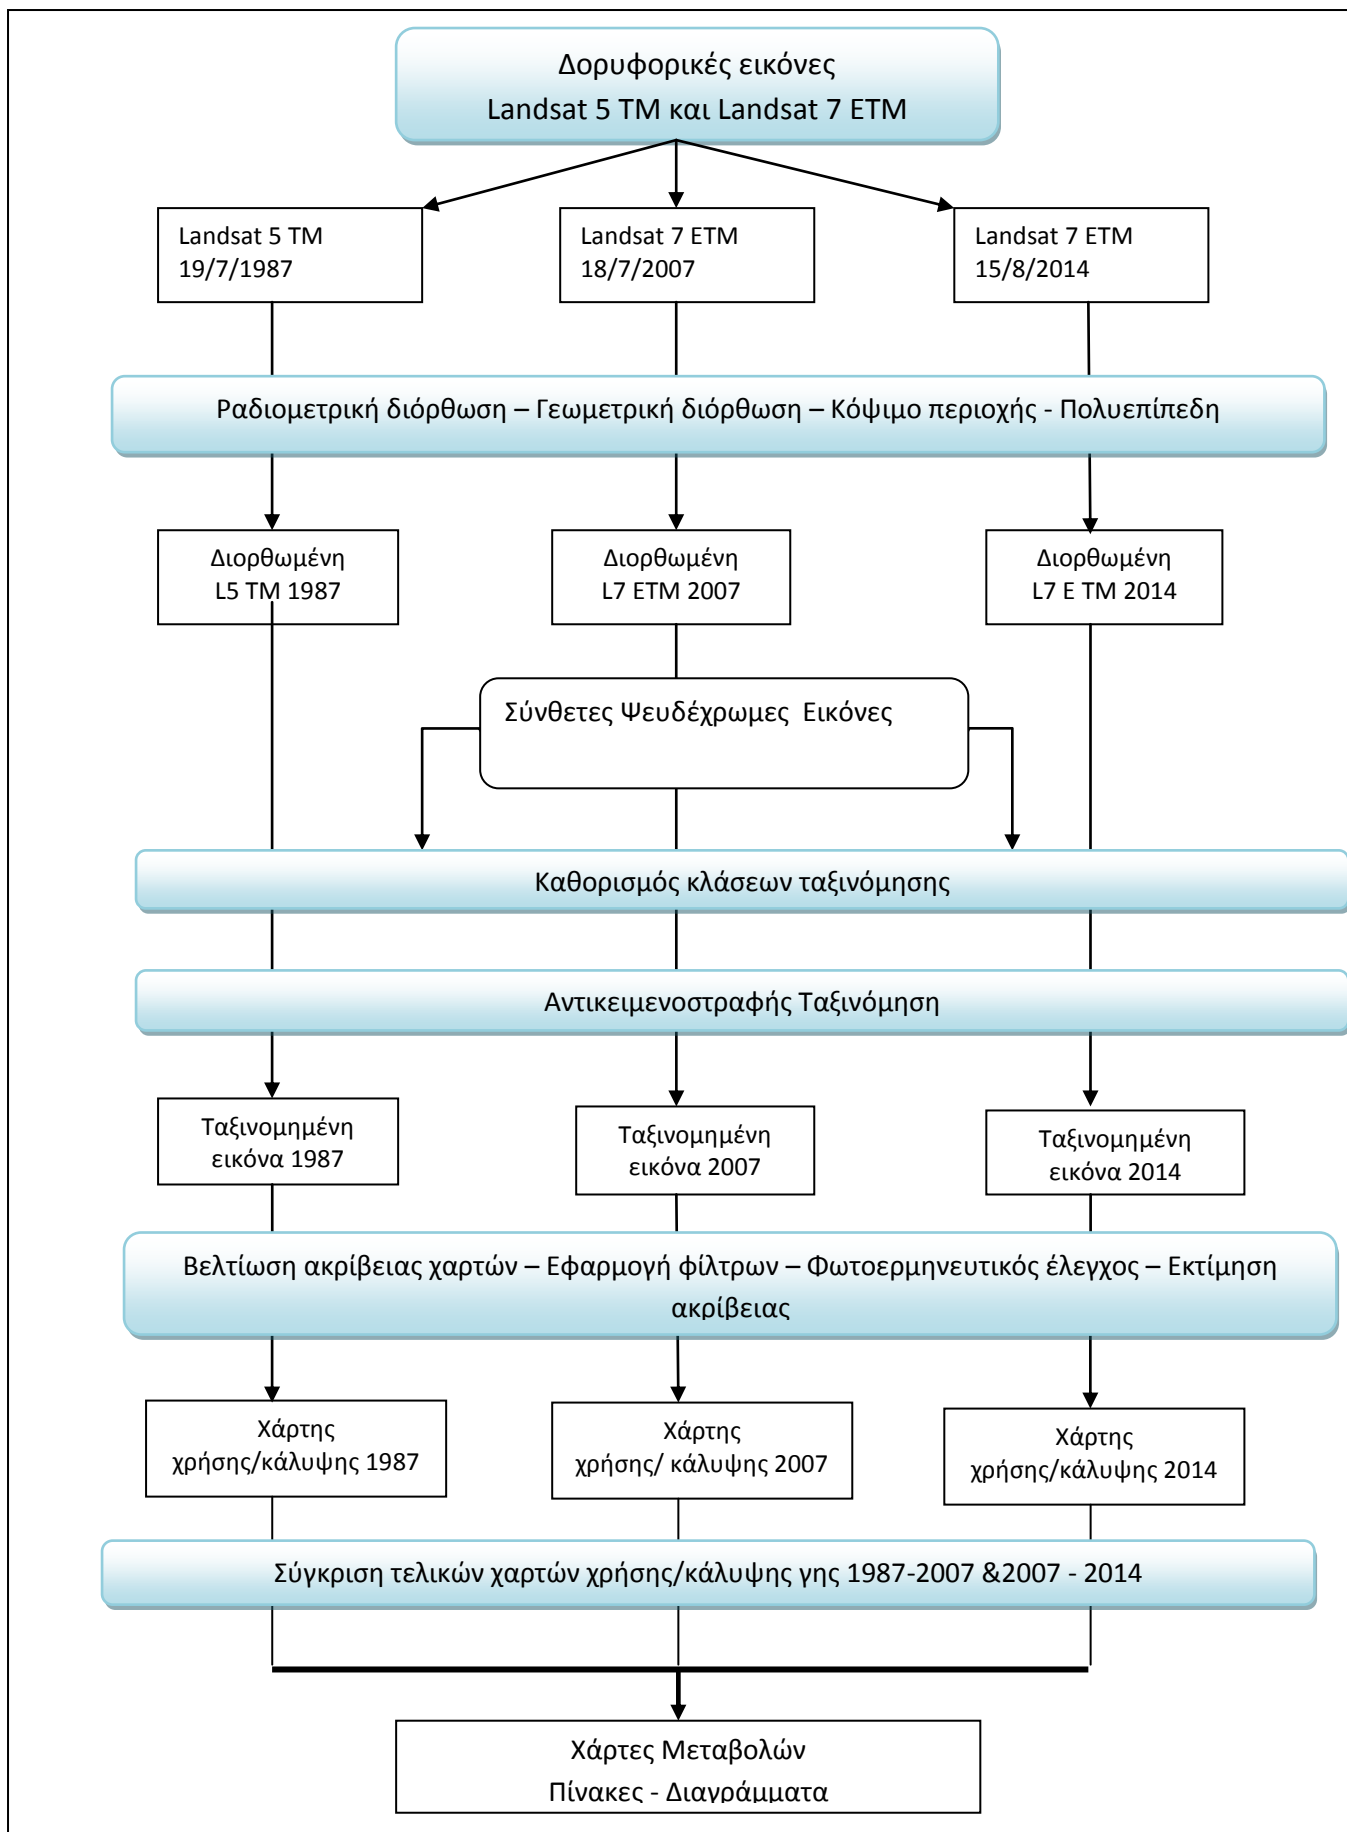 Δορυφορικές εικόνες
Landsat 5 TM και Landsat 7 ETM
Landsat 5 TM
19/7/1987
Landsat 7 ETM
18/7/2007
Landsat 7 ETM
15/8/2014
Ραδιομετρική διόρθωση – Γεωμετρική διόρθωση – Κόψιμο περιοχής - Πολυεπίπεδη
Διορθωμένη
L5 TM 1987
Διορθωμένη
L7 ETM 2007
Διορθωμένη
L7 E TM 2014
Σύνθετες Ψευδέχρωμες  Εικόνες
Καθορισμός κλάσεων ταξινόμησης
Αντικειμενοστραφής Ταξινόμηση
Ταξινομημένη
εικόνα 1987
Ταξινομημένη
εικόνα 2007
Ταξινομημένη
εικόνα 2014
Βελτίωση ακρίβειας χαρτών – Εφαρμογή φίλτρων – Φωτοερμηνευτικός έλεγχος – Εκτίμηση
ακρίβειας
Χάρτης
χρήσης/κάλυψης 1987
Χάρτης
χρήσης/ κάλυψης 2007
Χάρτης
χρήσης/κάλυψης 2014
Σύγκριση τελικών χαρτών χρήσης/κάλυψης γης 1987-2007 &2007 - 2014
Χάρτες Μεταβολών
Πίνακες - Διαγράμματα